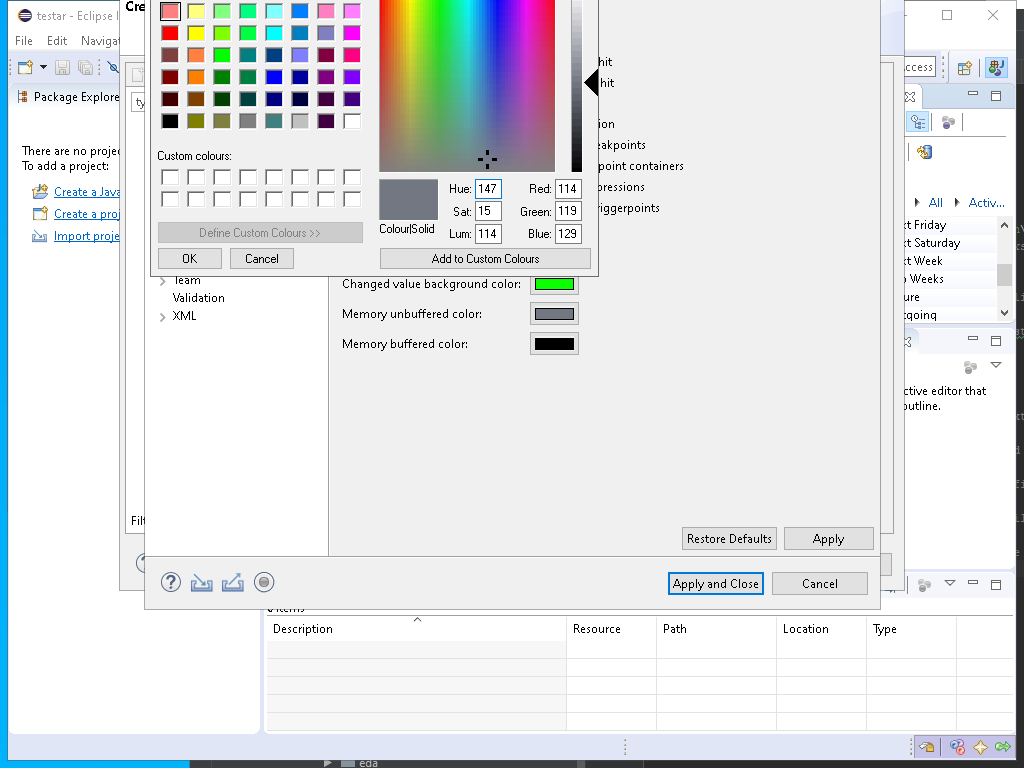 testar - Eclipse I
Cre
File Edit Navigat
hit
hit
ccess
Package Explore
ty
ion
eakpoints
point containers
pressions
riggerpoints
Custom colours:
There are no projec
To add a project:
Create a Java
Create a proj
Import proje
Hue: 147
Red: 114
Sat: 15
Green: 119
Lum: 114
Blue: 129
Colour|Solid
Define Custom Colours >>
OK
Cancel
Add to Custom Colours
All
Activ...
xt Friday
xt Saturday
xt Week
o Weeks
ure
tgoing
Team
Validation
XML
Changed value background color:
Memory unbuffered color:
Memory buffered color:
ctive editor that
outline.
Filt
Restore Defaults
Apply
Apply and Close
Cancel
0 items
Description
Resource
Path
Location
Type
eda